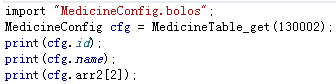 import "MedicineConfig.bolos";
MedicineConfig cfg = MedicineTable_get(130002);
print(cfg.id);
print(cfg.name);
print(cfg.arr2[2]);